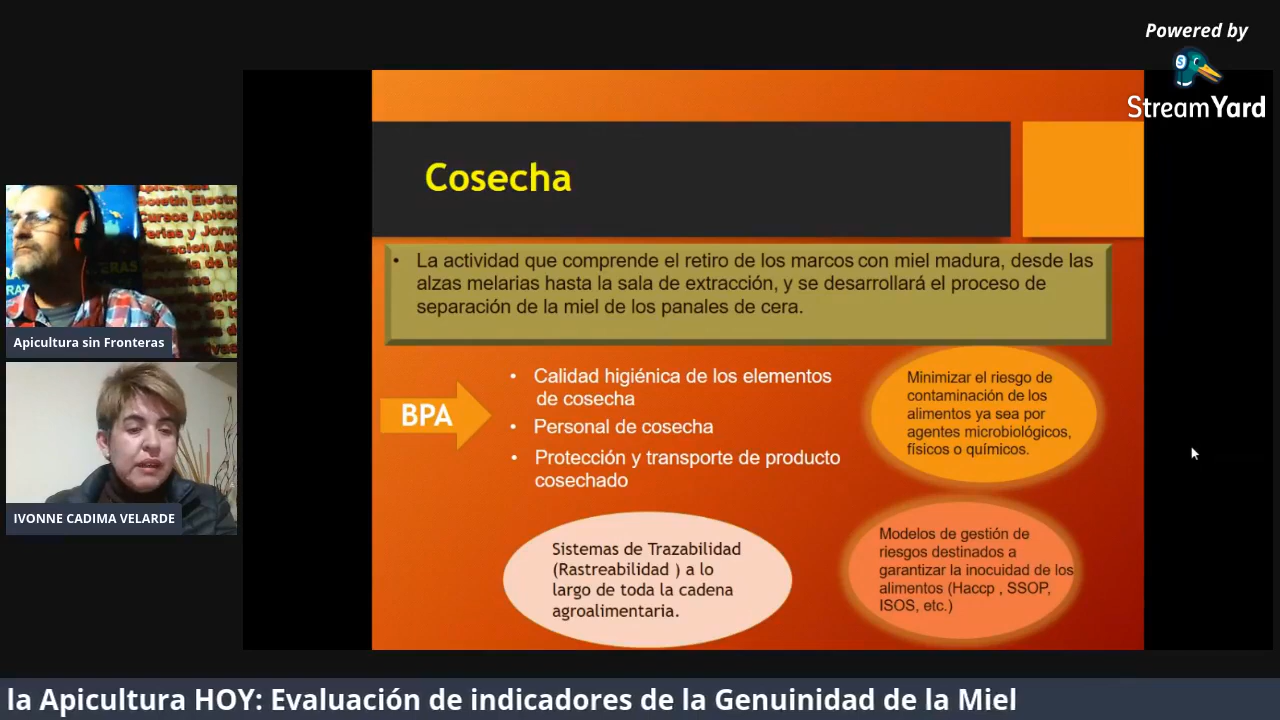 Powered by
StreamYard
Cosecha
• La actividad que comprende el retiro de los marcos con miel madura, desde las
alzas melarias hasta la sala de extracción, y se desarrollará el proceso de
separación de la miel de los panales de cera.
BPA
• Calidad higiénica de los elementos
de cosecha
• Personal de cosecha
• Protección y transporte de producto
cosechado
Minimizar el riesgo de
contaminación de los
alimentos ya sea por
agentes microbiológicos,
físicos o químicos.
Sistemas de Trazabilidad
(Rastreabilidad ) a lo
largo de toda la cadena
agroalimentaria.
Modelos de gestión de
riesgos destinados a
garantizar la inocuidad de los
alimentos (Haccp , SSOP,
ISOS, etc.)
Boletín Electr
Cursos Apicol
erias y Jorn
Apicultura sin Fronteras
IVONNE CADIMA VELARDE
la Apicultura HOY: Evaluación de indicadores de la Genuinidad de la Miel